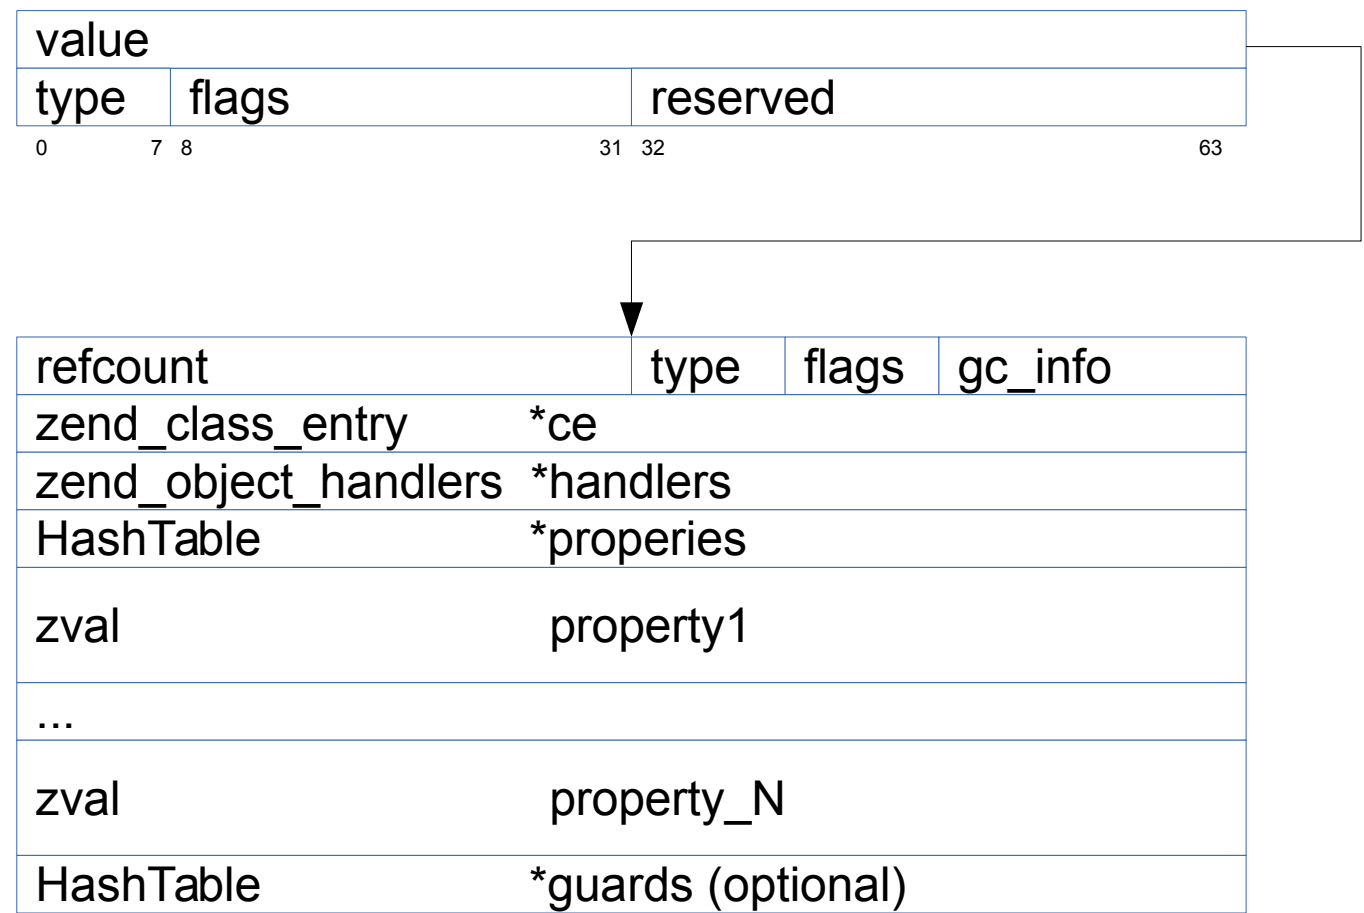 value
type flags reserved
0 7 8 31 32 63
refcount type flags gc_info
zend_class_entry *ce
zend_object_handlers *handlers
HashTable *properies
zval property1
...
zval property_N
HashTable *guards (optional)